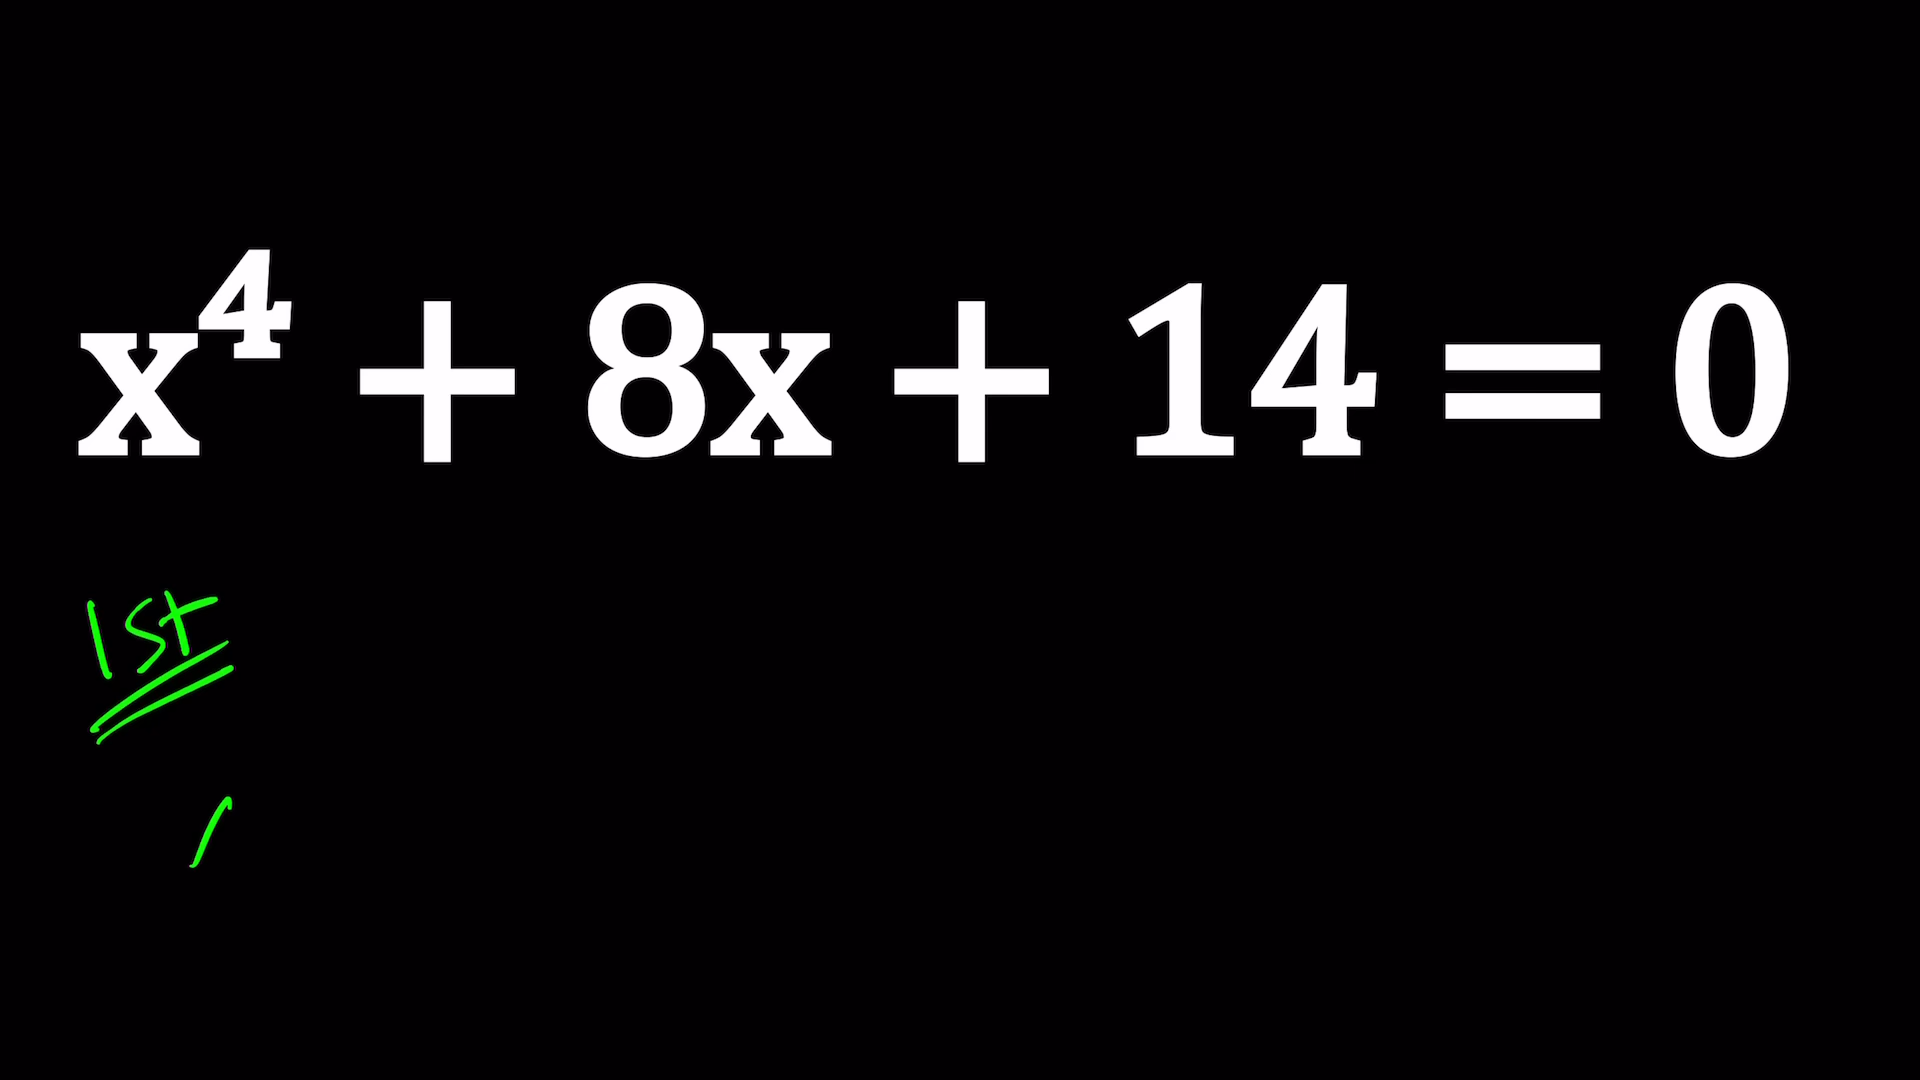 x⁴ + 8x + 14 = 0
1st